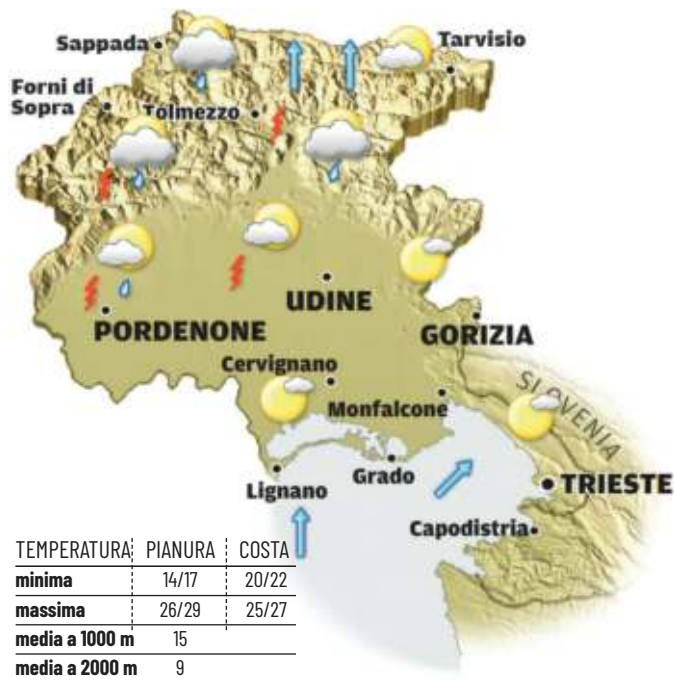 Sappada
Tarvisio
Forni di
Sopra
Tolmezzo
UDINE
PORDENONE
GORIZIA
Cervignano
SLOVENIA
Monfalcone
Grado
Lignano
TRIESTE
Capodistria
TEMPERATURA PIANURA COSTA
minima 14/17 20/22
massima 26/29 25/27
media a 1000 m 15
media a 2000 m 9